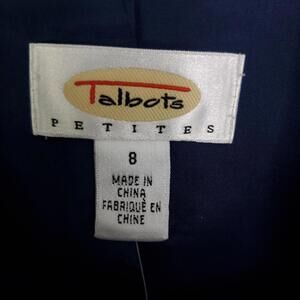 Talbots
PETITES
8
MADE IN
CHINA
FABRIQUÉ EN
CHINE